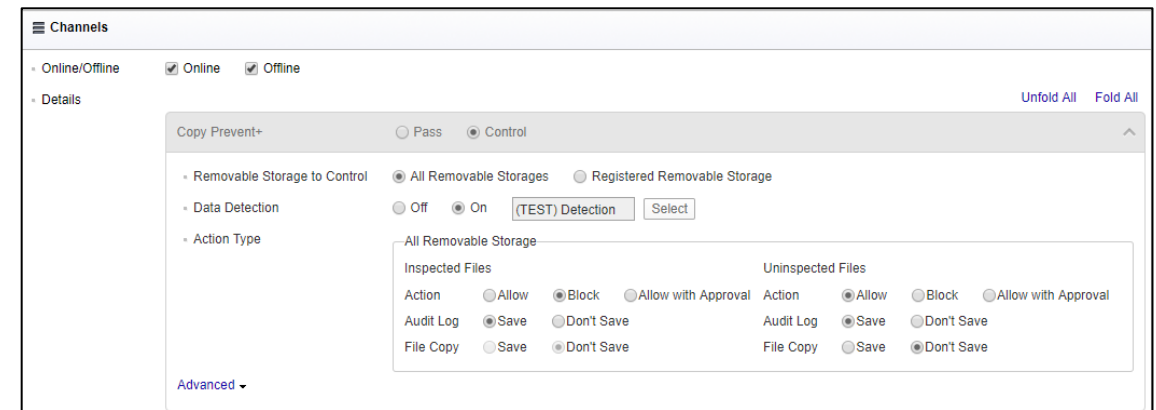 Channels
Online/Offline Online Offline
Details Unfold All Fold All
Copy Prevent+ Pass Control
Removable Storage to Control All Removable Storages Registered Removable Storage
Data Detection Off On (TEST) Detection Select
Action Type All Removable Storage
Inspected Files Uninspected Files
Action Allow Block Allow with Approval Action Allow Block Allow with Approval
Audit Log Save Don't Save Audit Log Save Don't Save
File Copy Save Don't Save File Copy Save Don't Save
Advanced